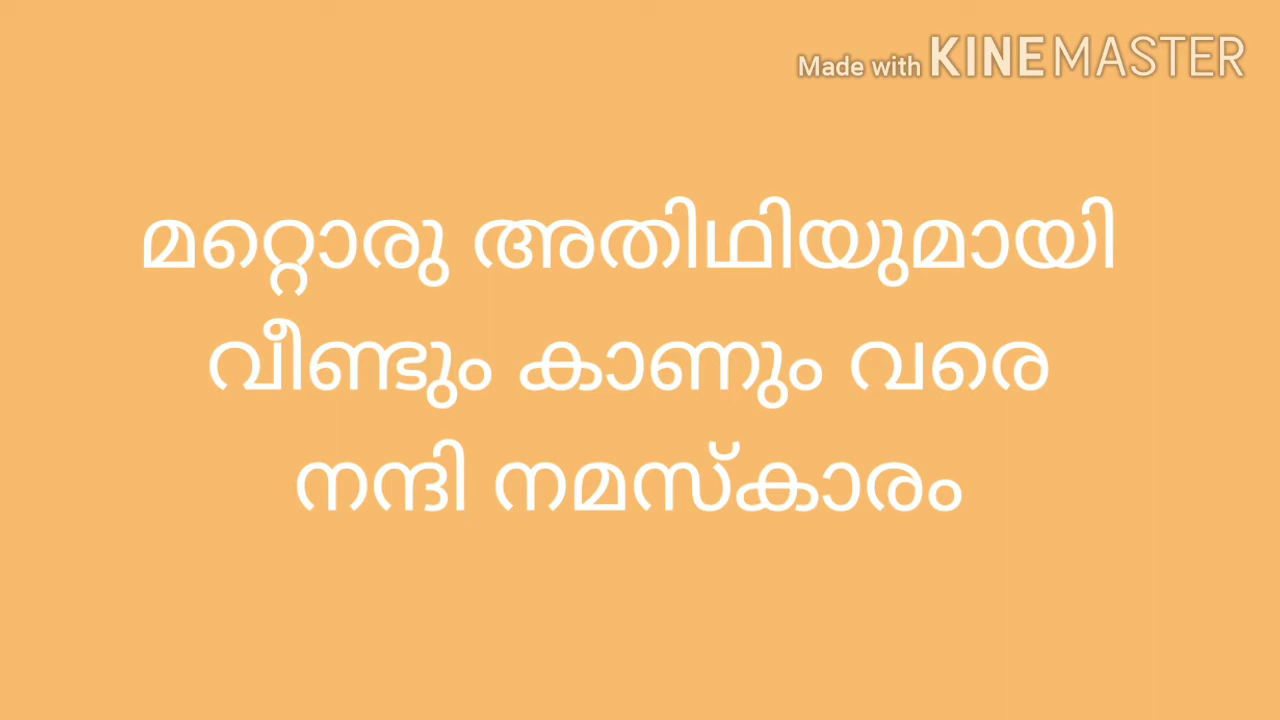 Made with KINEMASTER
മറ്റൊരു അതിഥിയുമായി
വീണ്ടും കാണും വരെ
നന്ദി നമസ്കാരം